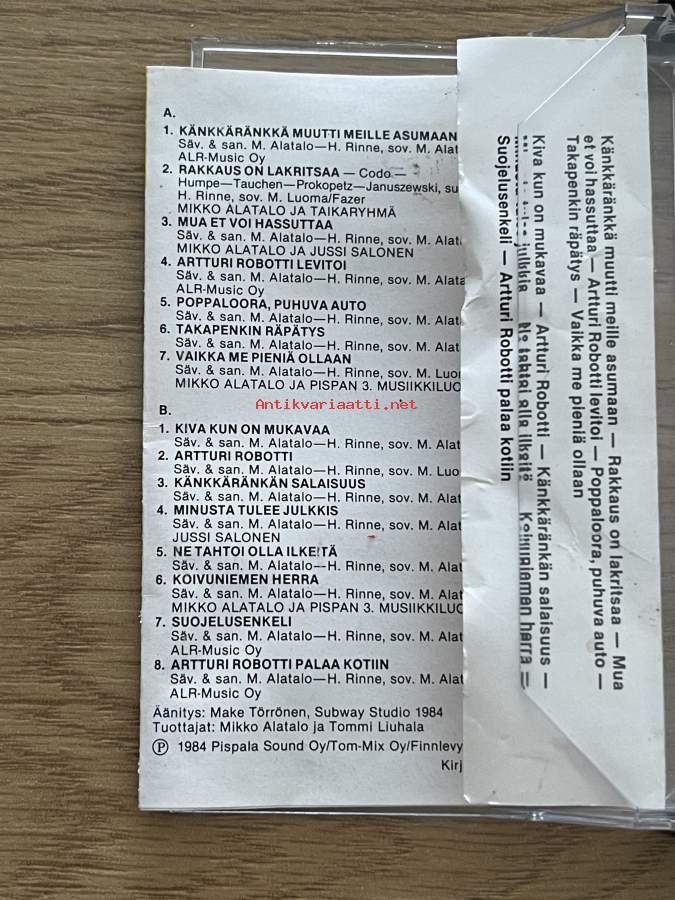 A.
1. KÄNKKÄRÄNKKÄ MUUTTI MEILLE ASUMAAN
Säv. & san. M. Alatalo—H. Rinne, sov. M. Alat
ALR-Music Oy
2. RAKKAUS ON LAKRITSAA — Codo —
Humpe—Tauchen—Prokopetz—Januszewski, su
H. Rinne, sov. M. Luoma/Fazer
MIKKO ALATALO JA TAIKARYHMÄ
3. MUA ET VOI HASSUTTAA
Säv. & san. M. Alatalo—H. Rinne, sov. M. Alat
MIKKO ALATALO JA JUSSI SALONEN
4. ARTTURI ROBOTTI LEVITOI
Säv. & san. M. Alatalo—H. Rinne, sov. M. Alata
ALR-Music Oy
5. POPPALOORA, PUHUVA AUTO
Säv. & san. M. Alatalo—H. Rinne, sov. M. Alat
6. TAKAPENKIN RÄPÄTYS
Säv. & san. M. Alatalo—H. Rinne, sov. M. Alat
7. VAIKKA ME PIENIÄ OLLAAN
Säv. & san. M. Alatalo—H. Rinne, sov. M. Luo
MIKKO ALATALO JA PISPAN 3. MUSIIKKILUO
Antikvariaatti.net
B.
1. KIVA KUN ON MUKAVAA
Säv. & san. M. Alatalo—H. Rinne, sov. M. Alat
2. ARTTURI ROBOTTI
Säv. & san. M. Alatalo—H. Rinne, sov. M. Luo
3. KÄNKKÄRÄNKÄN SALAISUUS
Säv. & san. M. Alatalo—H. Rinne, sov. M. Alat
4. MINUSTA TULEE JULKKIS
Säv. & san. M. Alatalo—H. Rinne, sov. M. Alat
JUSSI SALONEN
5. NE TAHTOI OLLA ILKEITÄ
Säv. & san. M. Alatalo—H. Rinne, sov. M. Alat
6. KOIVUNIEMEN HERRA
Säv. & san. M. Alatalo—H. Rinne, sov. M. Alat
MIKKO ALATALO JA PISPAN 3. MUSIIKKILUO
7. SUOJELUSENKELI
Säv. & san. M. Alatalo—H. Rinne, sov. M. Alat
ALR-Music Oy
8. ARTTURI ROBOTTI PALAA KOTIIN
Säv. & san. M. Alatalo—H. Rinne, sov. M. Alat
ALR-Music Oy
Äänitys: Make Törrönen, Subway Studio 1984
Tuottajat: Mikko Alatalo ja Tommi Liuhala
Ⓟ 1984 Pispala Sound Oy/Tom-Mix Oy/Finnlevy
Kirj
Känkkäränkkä muutti meille asumaan — Rakkaus on lakritsaa — Mua
et voi hassuttaa — Artturi Robotti levitoi — Poppaloora, puhuva auto —
Takapenkin räpätys — Vaikka me pieniä ollaan
Kiva kun on mukavaa — Artturi Robotti — Känkkäränkän salaisuus —
julkkis Ne tahtoi olla ilkeitä Koivuniemen herra —
Suojelusenkeli — Artturi Robotti palaa kotiin